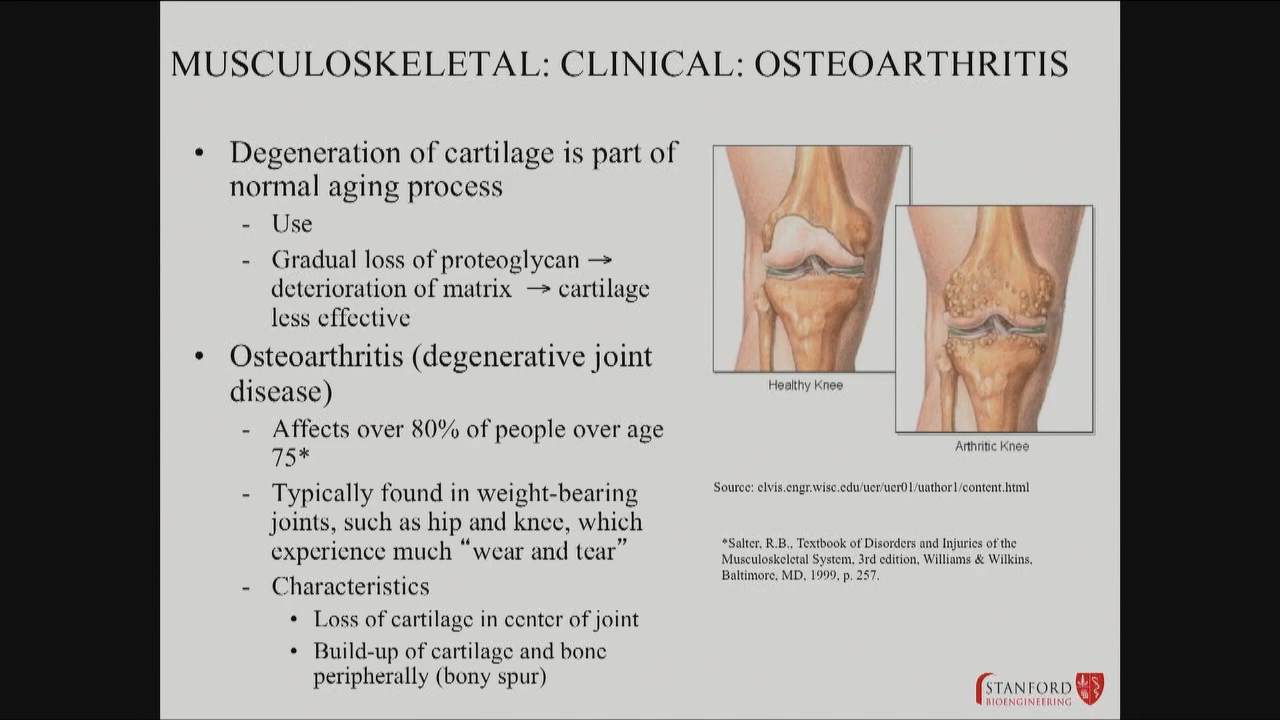 MUSCULOSKELETAL: CLINICAL: OSTEOARTHRITIS
• Degeneration of cartilage is part of
normal aging process
- Use
- Gradual loss of proteoglycan →
deterioration of matrix → cartilage
less effective
• Osteoarthritis (degenerative joint
disease)
- Affects over 80% of people over age
75*
- Typically found in weight-bearing
joints, such as hip and knee, which
experience much “wear and tear”
- Characteristics
• Loss of cartilage in center of joint
• Build-up of cartilage and bone
peripherally (bony spur)
Healthy Knee
Arthritic Knee
Source: elvis.engr.wisc.edu/uer/uer01/uathor1/content.html
*Salter, R.B., Textbook of Disorders and Injuries of the
Musculoskeletal System, 3rd edition, Williams & Wilkins,
Baltimore, MD, 1999, p. 257.
STANFORD
BIOENGINEERING